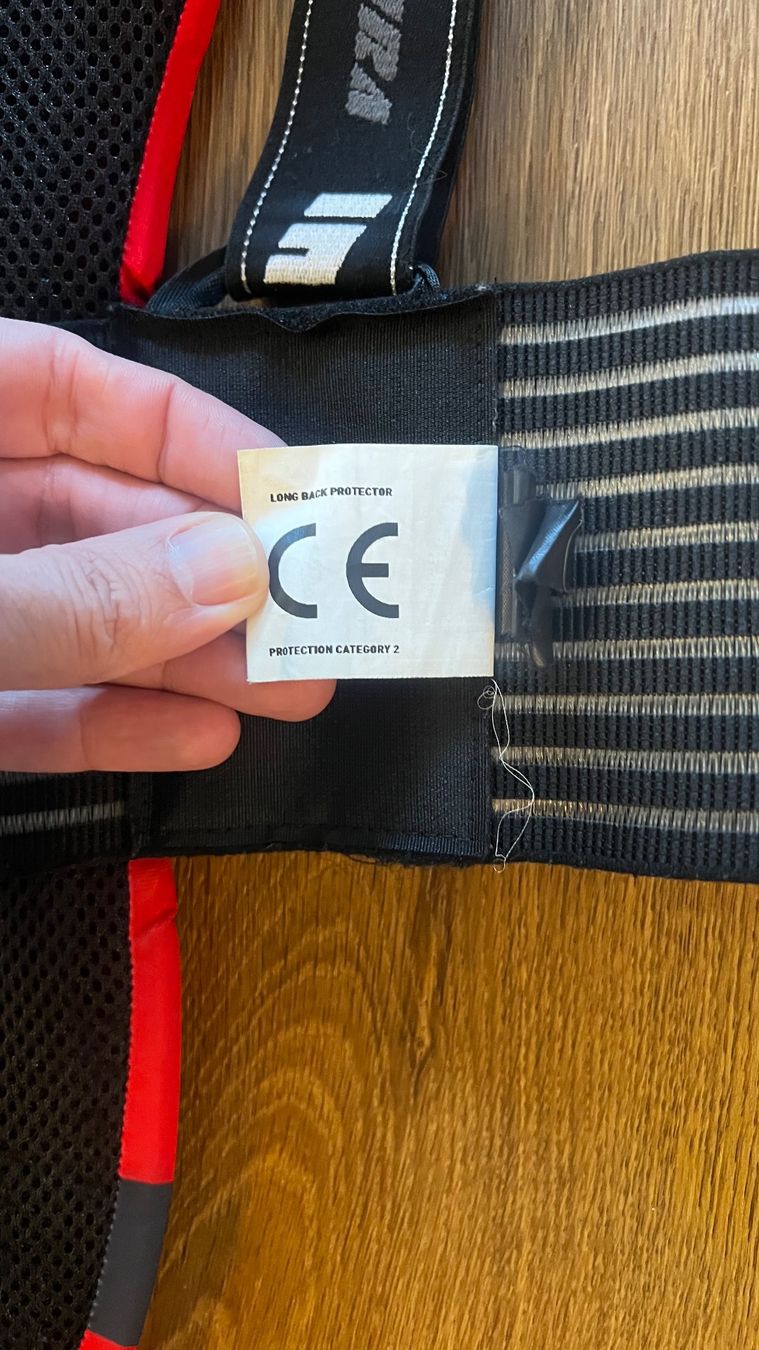 LONG BACK PROTECTOR
CE
PROTECTION CATEGORY 2